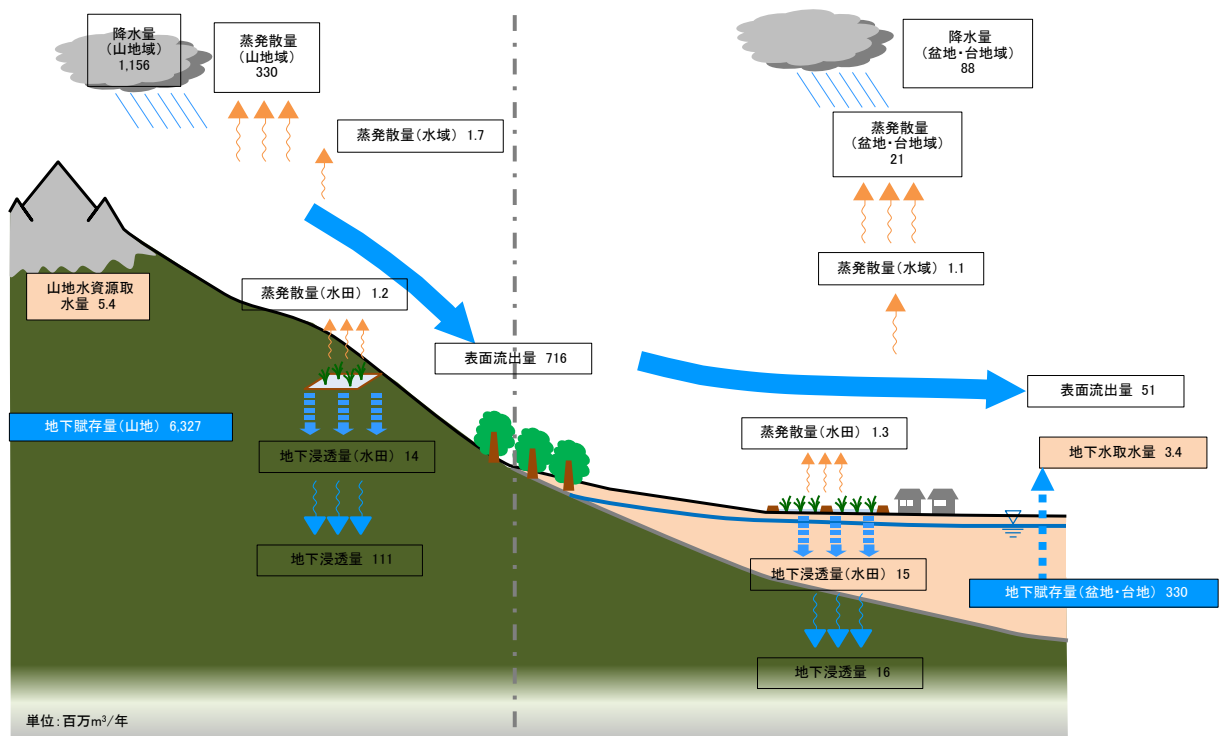 降水量
(山地域)
1,156
蒸発散量
(山地域)
330
蒸発散量(水域) 1.7
降水量
(盆地・台地域)
88
蒸発散量
(盆地・台地域)
21
蒸発散量(水域) 1.1
山地水資源取
水量 5.4
蒸発散量(水田) 1.2
表面流出量 716
表面流出量 51
地下賦存量(山地) 6,327
地下浸透量(水田) 14
蒸発散量(水田) 1.3
地下水取水量 3.4
地下浸透量 111
地下浸透量(水田) 15
地下賦存量(盆地・台地) 330
地下浸透量 16
単位:百万m³/年